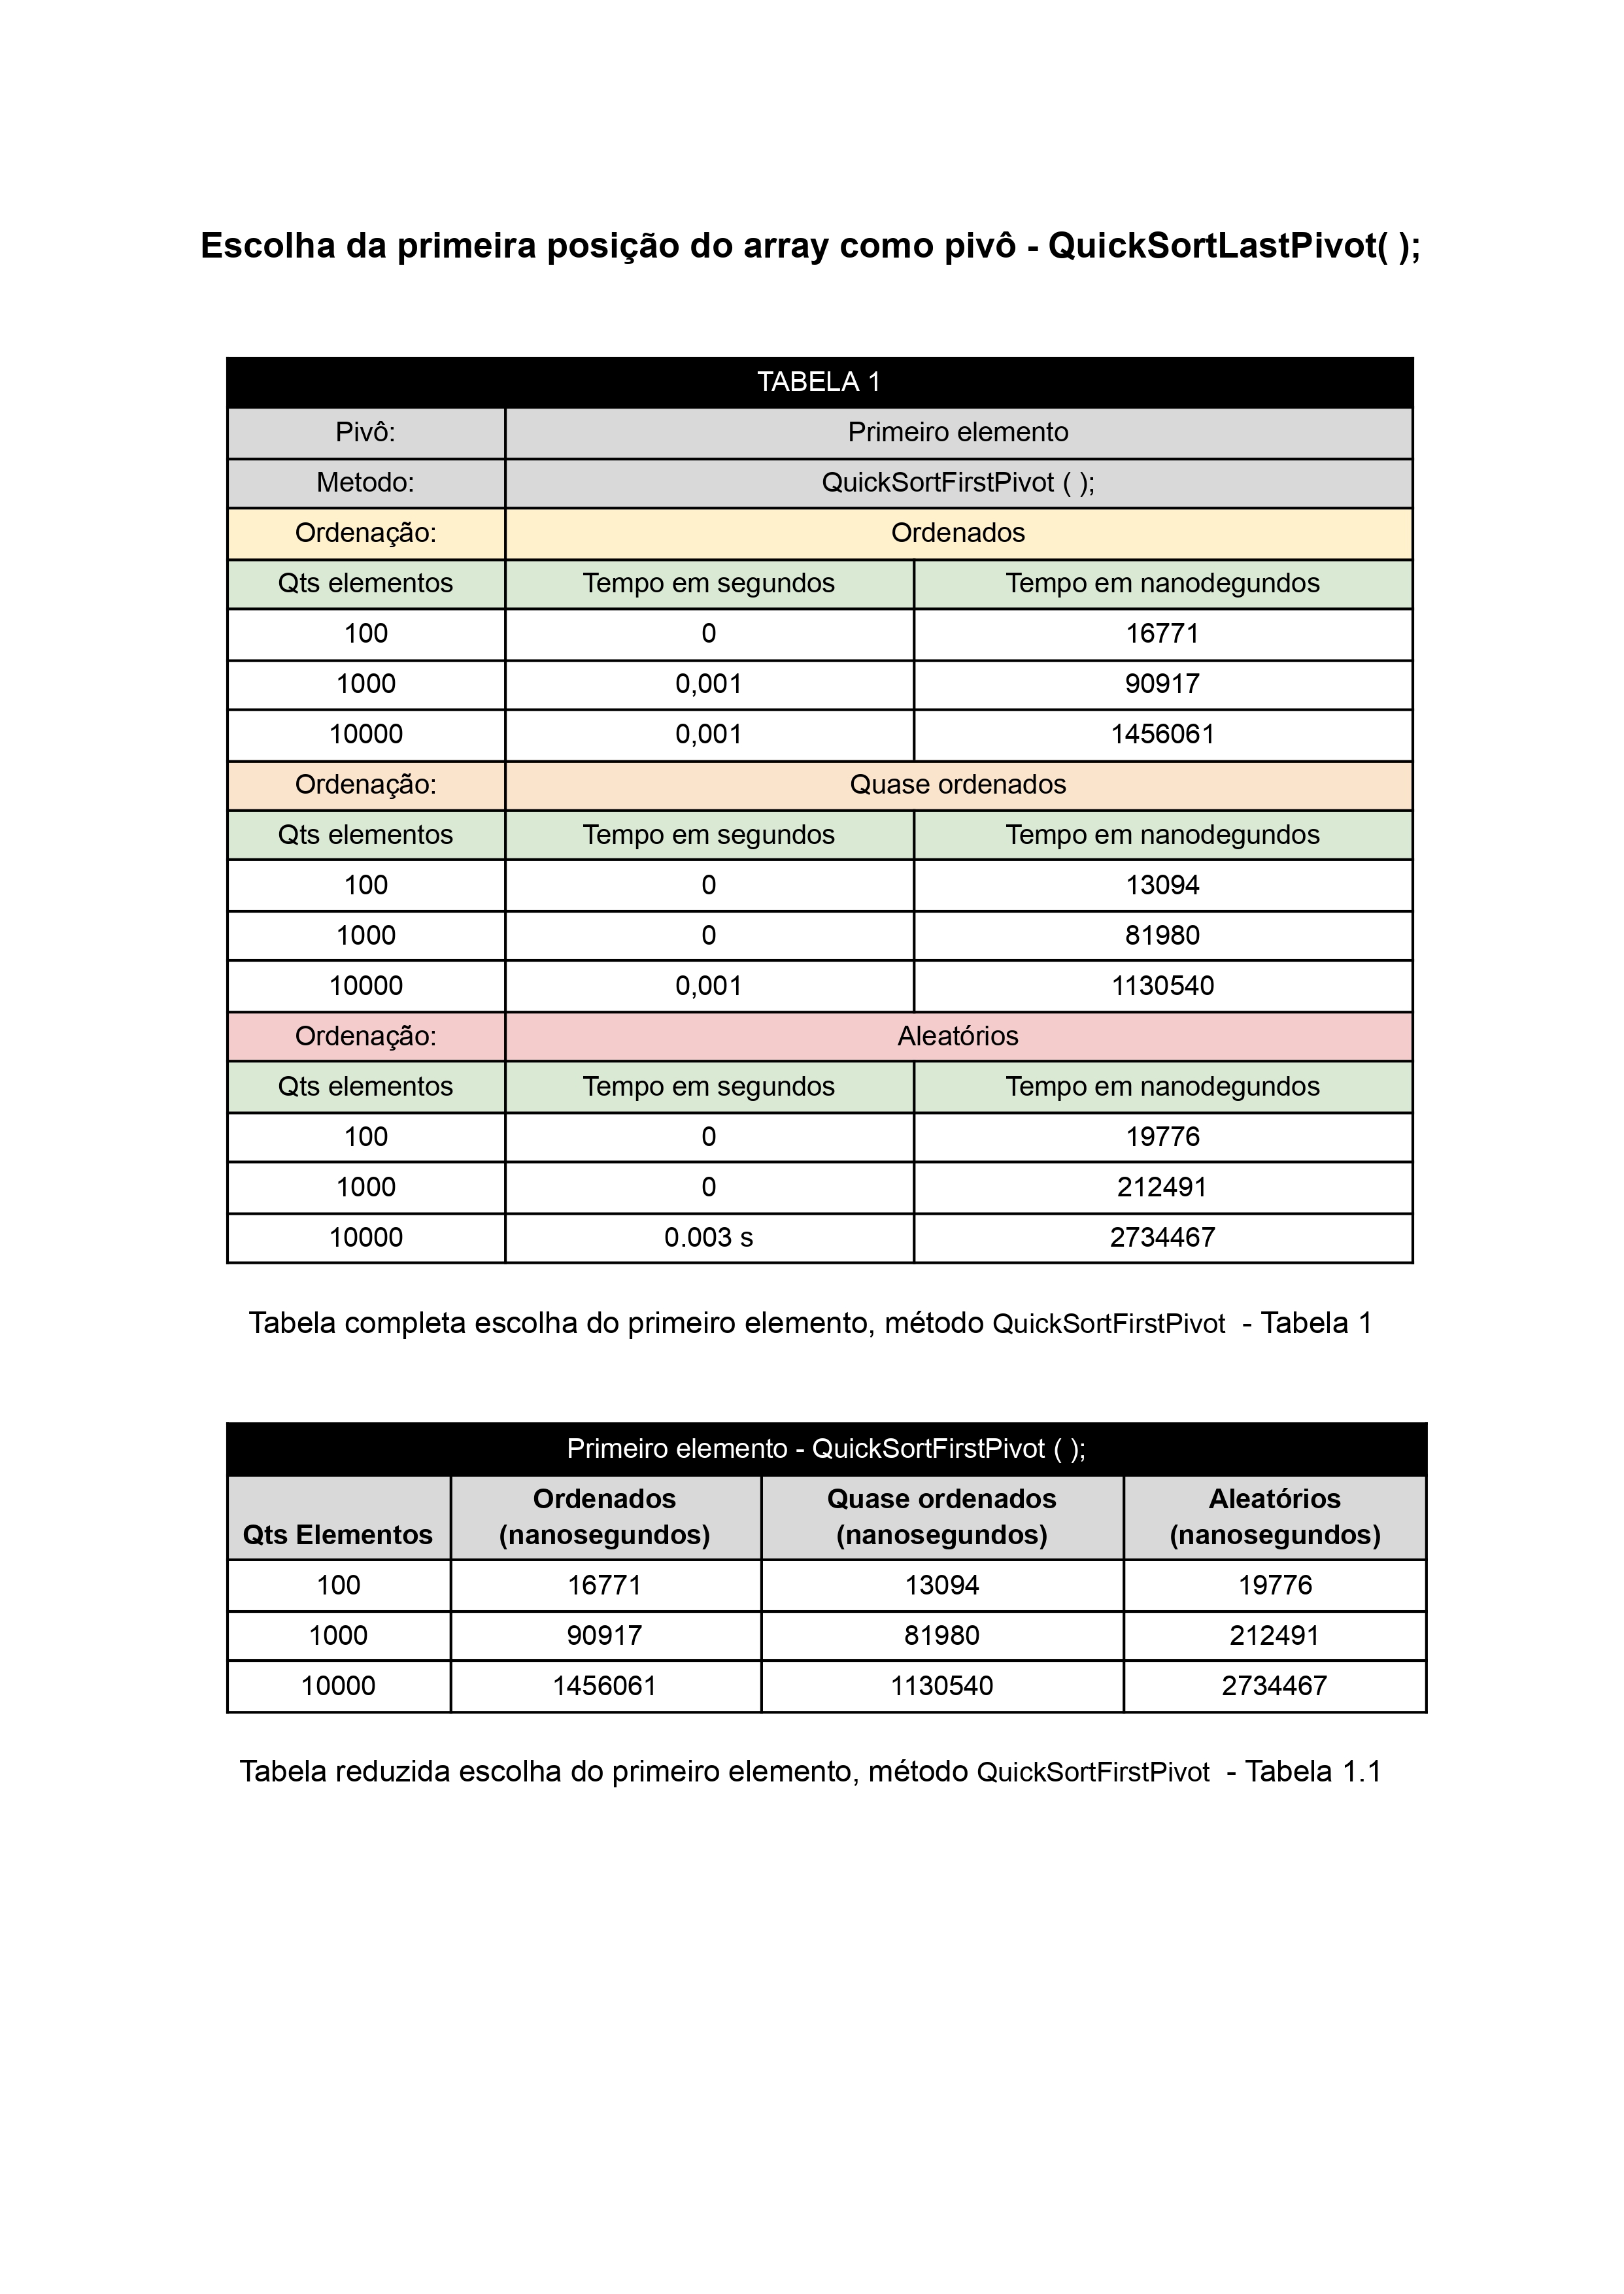 Escolha da primeira posição do array como pivô - QuickSortLastPivot( );
TABELA 1
Pivô: Primeiro elemento
Metodo: QuickSortFirstPivot ( );
Ordenação: Ordenados
Qts elementos Tempo em segundos Tempo em nanodegundos
100 0 16771
1000 0,001 90917
10000 0,001 1456061
Ordenação: Quase ordenados
Qts elementos Tempo em segundos Tempo em nanodegundos
100 0 13094
1000 0 81980
10000 0,001 1130540
Ordenação: Aleatórios
Qts elementos Tempo em segundos Tempo em nanodegundos
100 0 19776
1000 0 212491
10000 0.003 s 2734467
Tabela completa escolha do primeiro elemento, método QuickSortFirstPivot - Tabela 1
Primeiro elemento - QuickSortFirstPivot ( );
Ordenados Quase ordenados Aleatórios
Qts Elementos (nanosegundos) (nanosegundos) (nanosegundos)
100 16771 13094 19776
1000 90917 81980 212491
10000 1456061 1130540 2734467
Tabela reduzida escolha do primeiro elemento, método QuickSortFirstPivot - Tabela 1.1